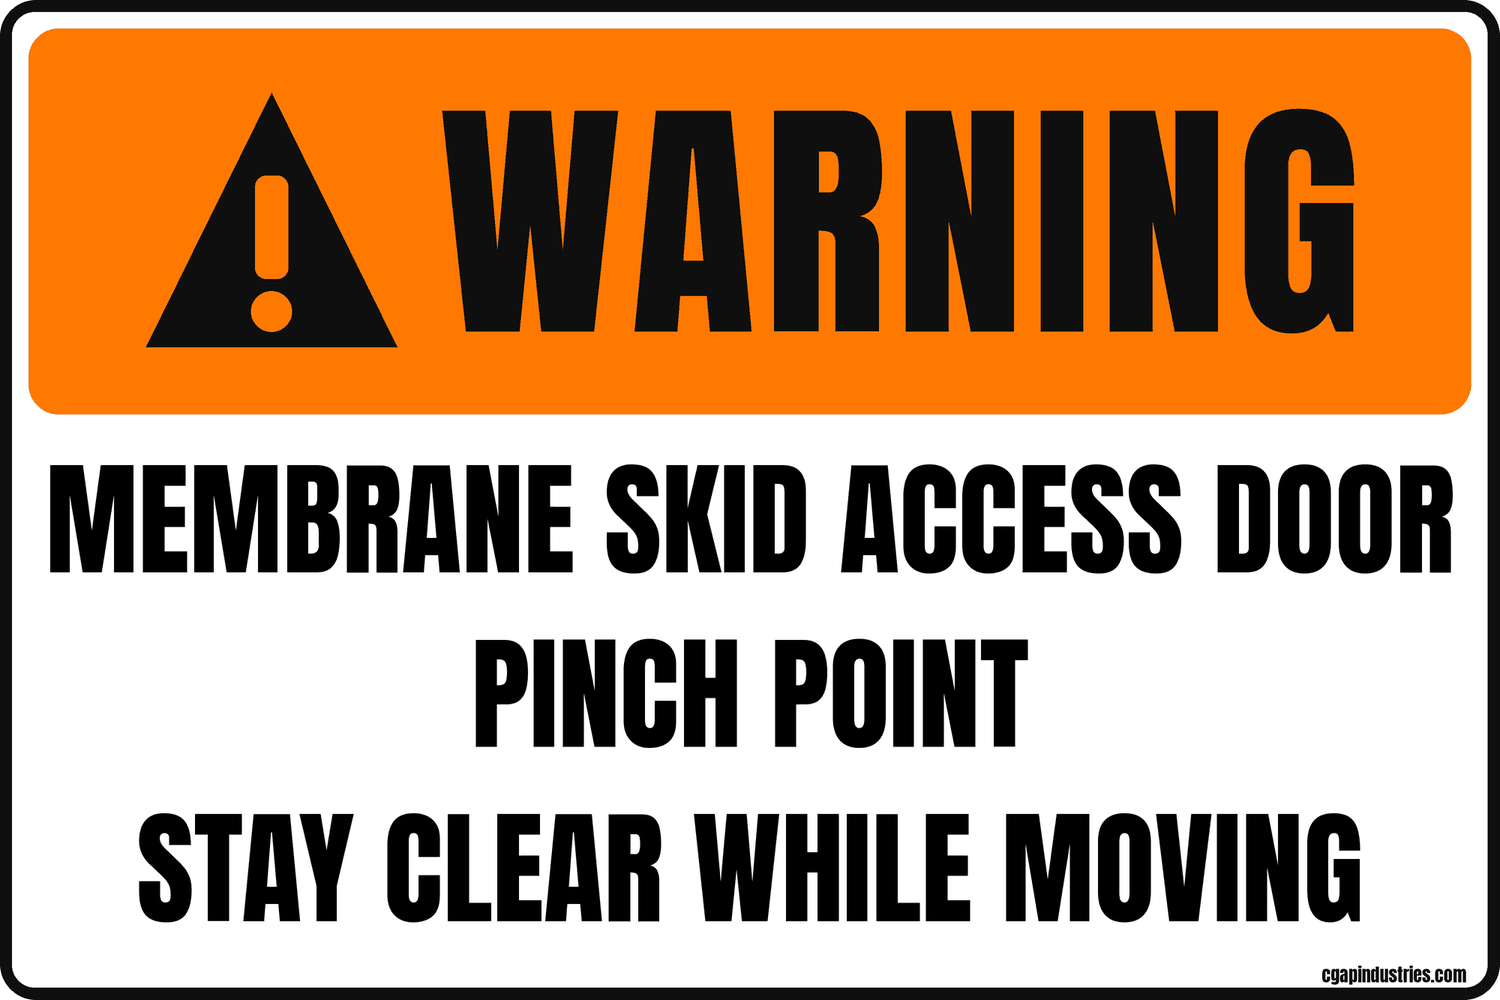 WARNING
MEMBRANE SKID ACCESS DOOR
PINCH POINT
STAY CLEAR WHILE MOVING
cgapindustries.com